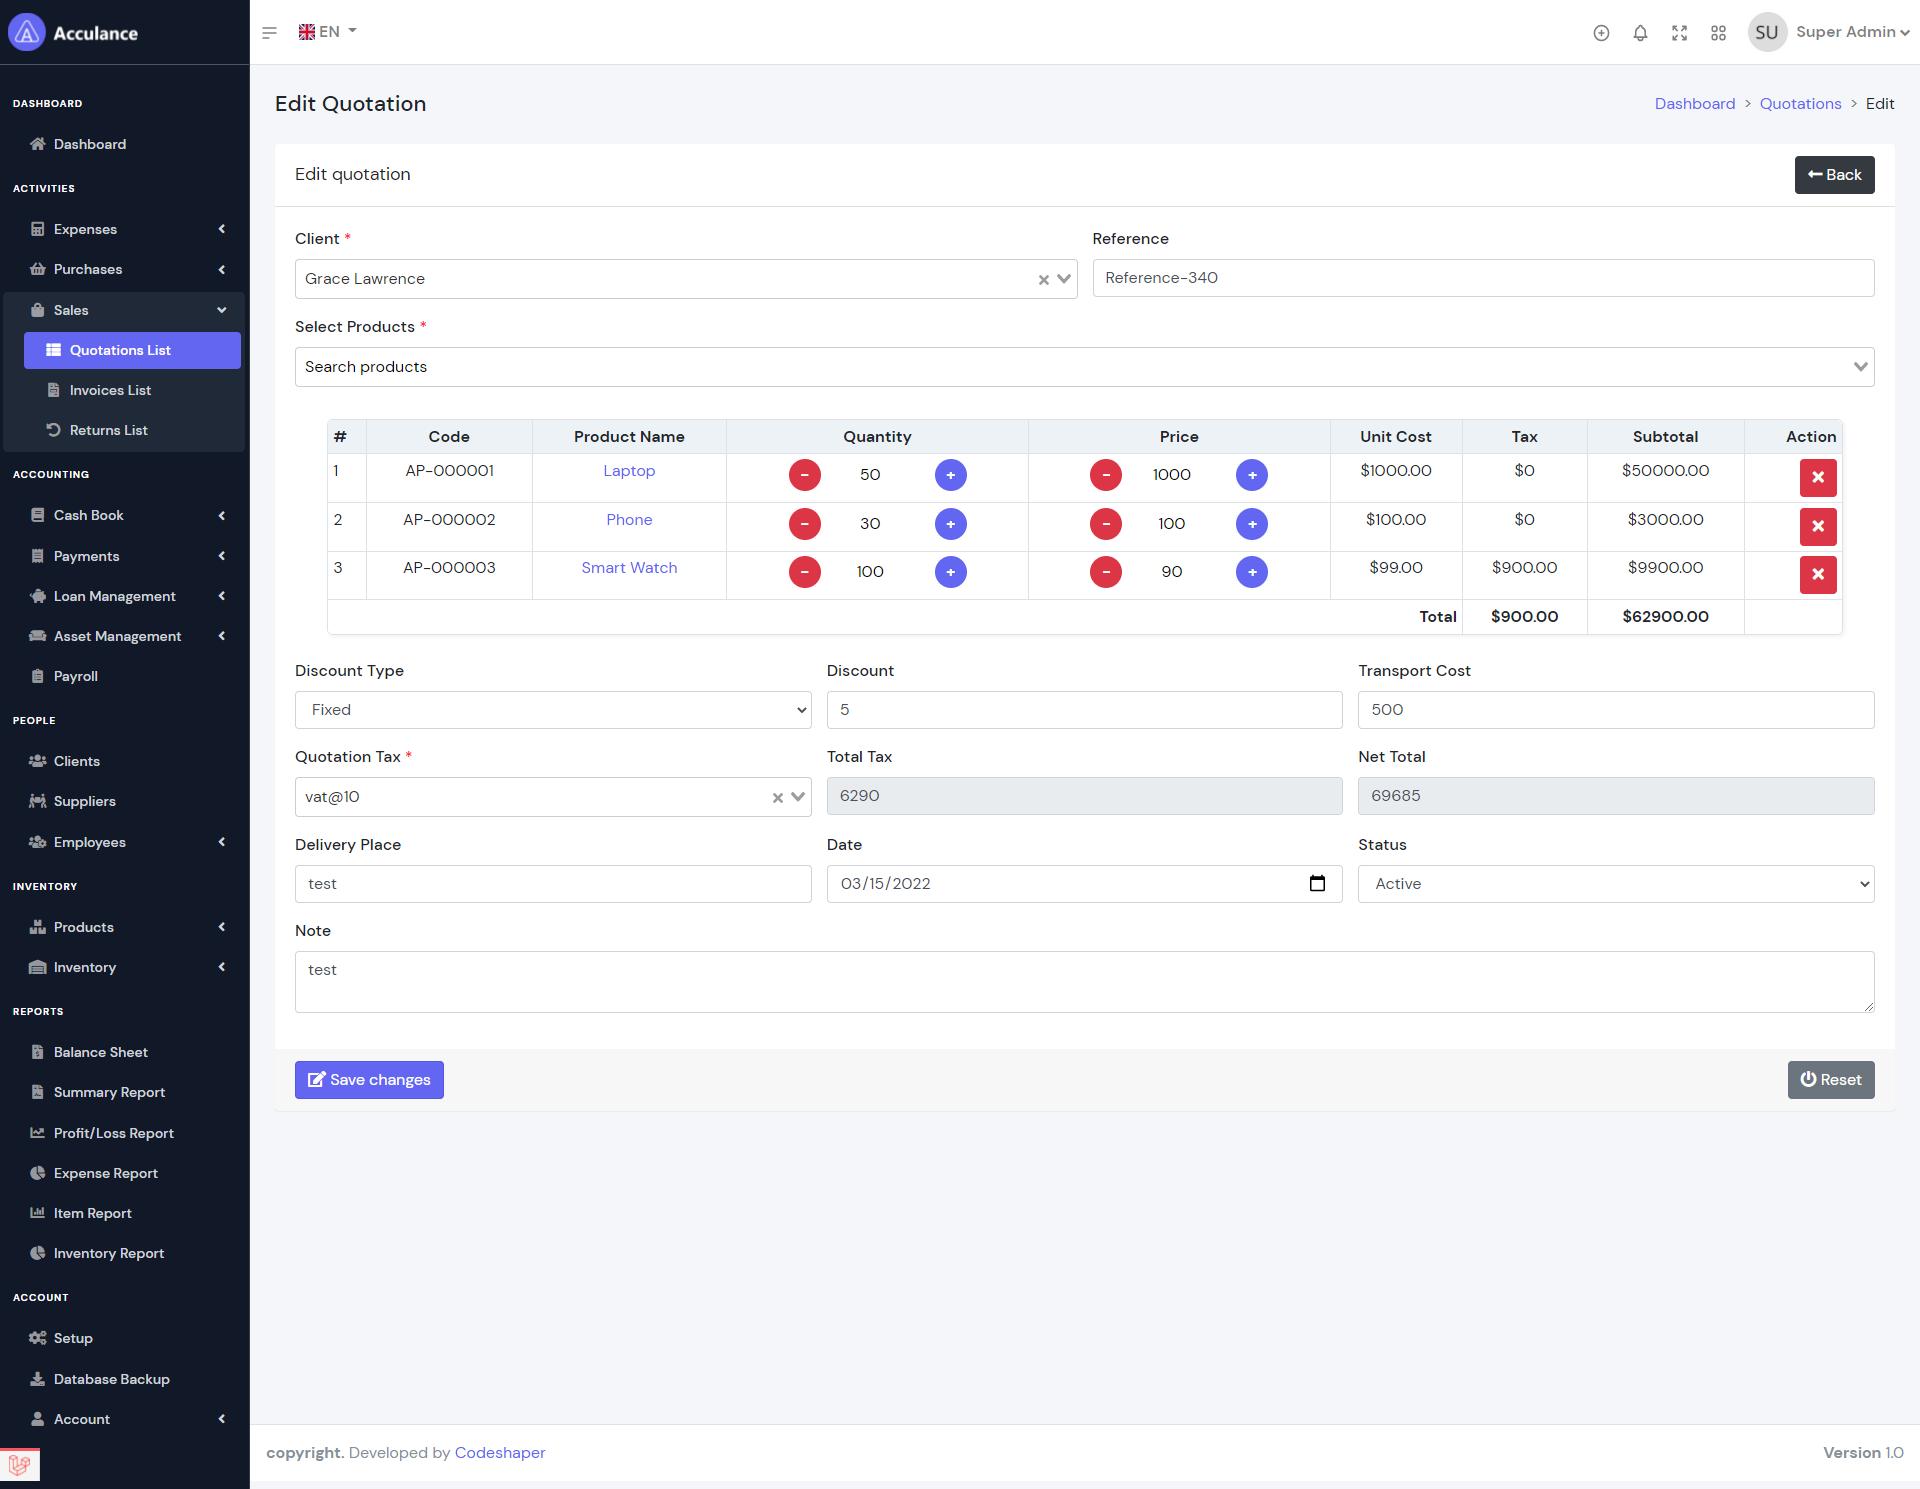 Acculance
EN
SU
Super Admin
DASHBOARD
Dashboard
ACTIVITIES
Expenses
Purchases
Sales
Quotations List
Invoices List
Returns List
ACCOUNTING
Cash Book
Payments
Loan Management
Asset Management
Payroll
PEOPLE
Clients
Suppliers
Employees
INVENTORY
Products
Inventory
REPORTS
Balance Sheet
Summary Report
Profit/Loss Report
Expense Report
Item Report
Inventory Report
ACCOUNT
Setup
Database Backup
Account
Edit Quotation
Dashboard > Quotations > Edit
Edit quotation
Back
Client * Reference
Grace Lawrence Reference-340
Select Products *
Search products
# Code Product Name Quantity Price Unit Cost Tax Subtotal Action
1 AP-000001 Laptop - 50 + - 1000 + $1000.00 $0 $50000.00
2 AP-000002 Phone - 30 + - 100 + $100.00 $0 $3000.00
3 AP-000003 Smart Watch - 100 + - 90 + $99.00 $900.00 $9900.00
Total $900.00 $62900.00
Discount Type Discount Transport Cost
Fixed 5 500
Quotation Tax * Total Tax Net Total
vat@10 6290 69685
Delivery Place Date Status
test 03/15/2022 Active
Note
test
Save changes Reset
copyright. Developed by Codeshaper Version 1.0